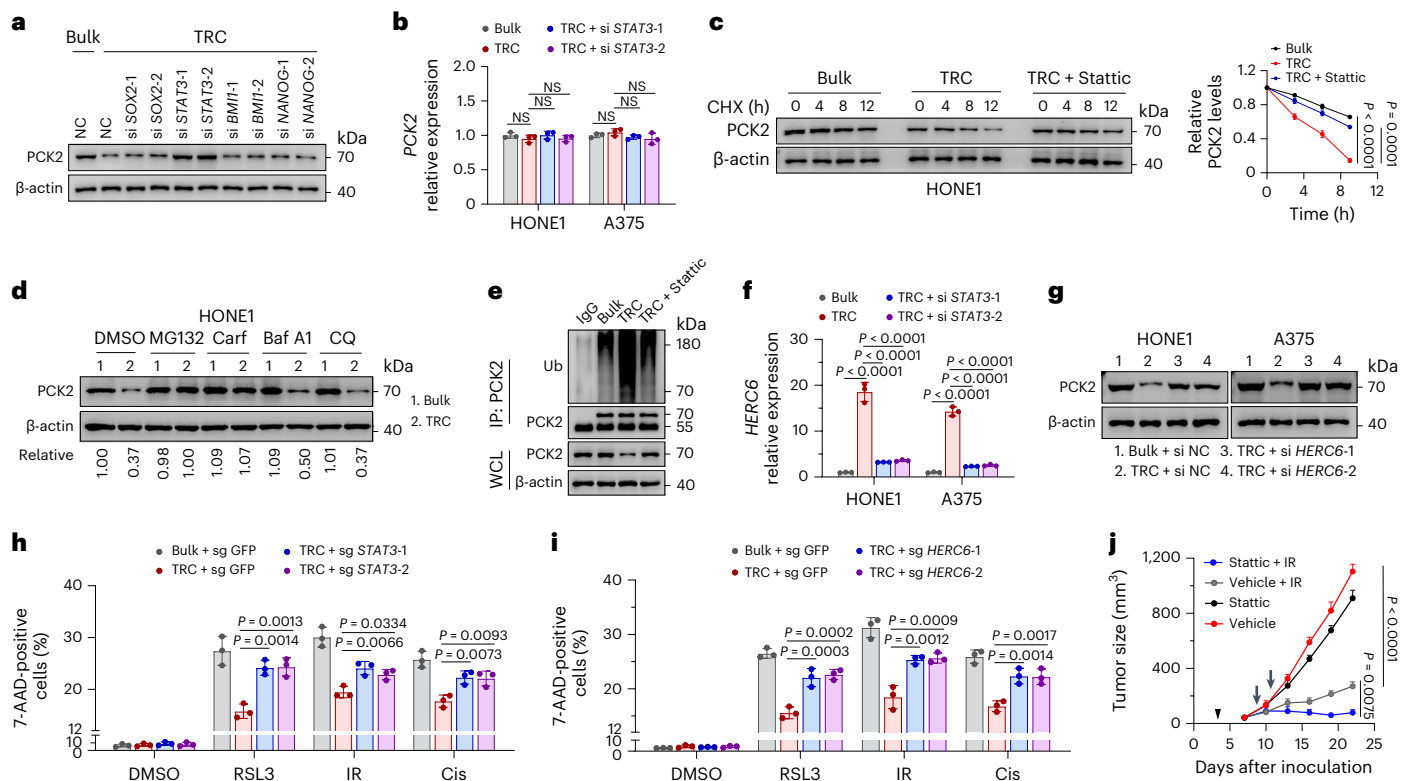 a
Bulk TRC
NC
NC
si SOX2-1
si SOX2-2
si STAT3-1
si STAT3-2
si BMI1-1
si BMI1-2
si NANOG-1
si NANOG-2
kDa
PCK2 70
β-actin 40
b
Bulk TRC + si STAT3-1
TRC TRC + si STAT3-2
PCK2
relative expression
2.0
1.5
1.0
0.5
0
NS NS
NS NS
NS NS
HONE1 A375
c
Bulk TRC TRC + Stattic
CHX (h) 0 4 8 12 0 4 8 12 0 4 8 12 kDa
PCK2 70
β-actin 40
HONE1
Bulk
TRC
TRC + Stattic
Relative
PCK2 levels
1.2
0.8
0.4
0
0 4 8 12
Time (h)
P < 0.0001
P = 0.0001
d
HONE1
DMSO MG132 Carf Baf A1 CQ
1 2 1 2 1 2 1 2 1 2 kDa
PCK2 70
β-actin 40
1. Bulk
2. TRC
Relative 1.00 0.37 0.98 1.00 1.09 1.07 1.09 0.50 1.01 0.37
e
IgG Bulk TRC TRC + Stattic
kDa
IP: PCK2
Ub 180
70
PCK2 70
55
WCL
PCK2 70
β-actin 40
f
Bulk TRC + si STAT3-1
TRC TRC + si STAT3-2
HERC6
relative expression
30
20
10
0
P < 0.0001 P < 0.0001
P < 0.0001 P < 0.0001
P < 0.0001 P < 0.0001
HONE1 A375
g
HONE1 A375
1 2 3 4 1 2 3 4 kDa
PCK2 70
β-actin 40
1. Bulk + si NC 3. TRC + si HERC6-1
2. TRC + si NC 4. TRC + si HERC6-2
h
Bulk + sg GFP TRC + sg STAT3-1
TRC + sg GFP TRC + sg STAT3-2
7-AAD-positive
cells (%)
40
30
20
12
10
0
P = 0.0013 P = 0.0334 P = 0.0093
P = 0.0014 P = 0.0066 P = 0.0073
DMSO RSL3 IR Cis
i
Bulk + sg GFP TRC + sg HERC6-1
TRC + sg GFP TRC + sg HERC6-2
7-AAD-positive
cells (%)
40
30
20
12
10
0
P = 0.0002 P = 0.0009 P = 0.0017
P = 0.0003 P = 0.0012 P = 0.0014
DMSO RSL3 IR Cis
j
Stattic + IR
Vehicle + IR
Stattic
Vehicle
Tumor size (mm³)
1,200
800
400
0
0 5 10 15 20 25
Days after inoculation
P < 0.0001
P = 0.0075